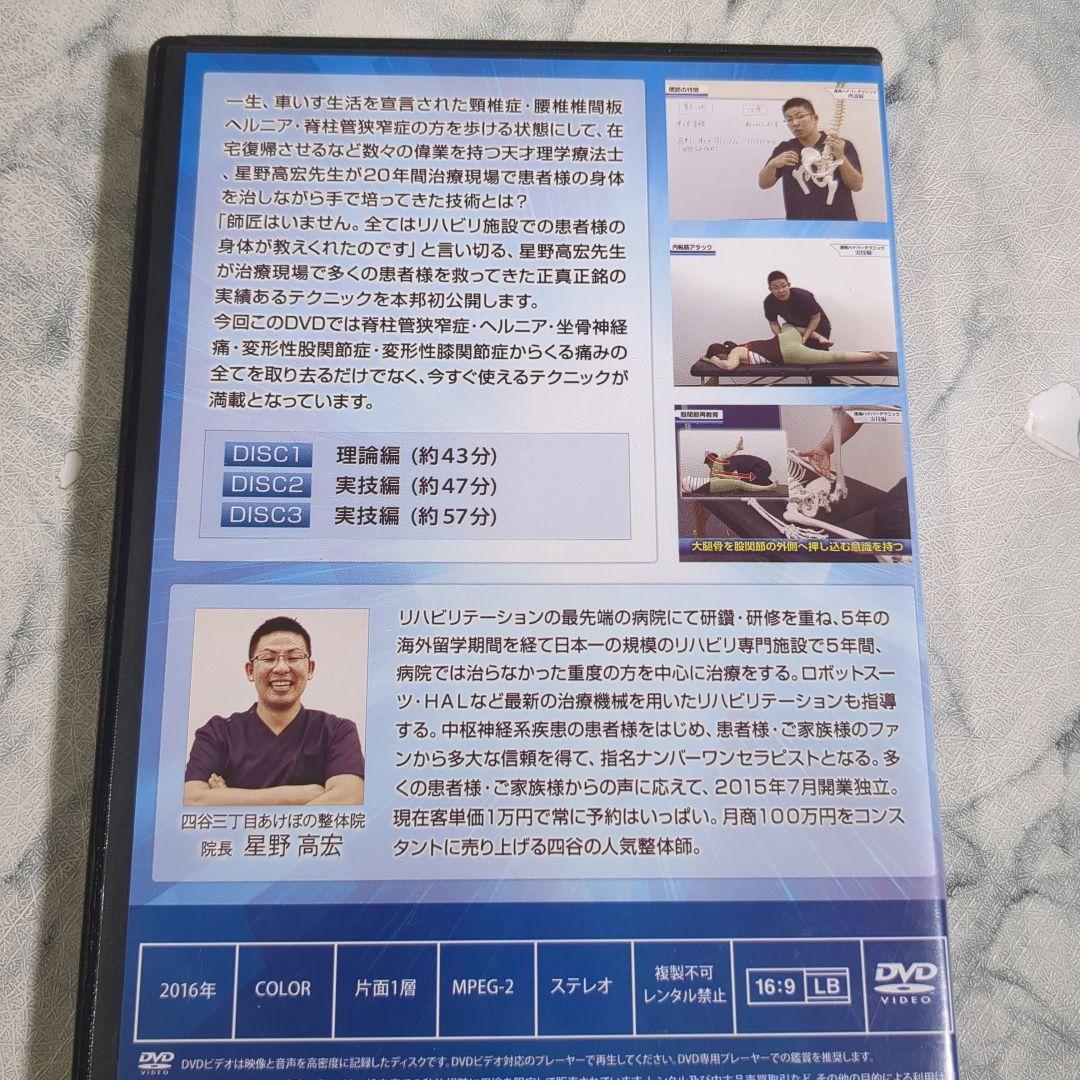 一生、車いす生活を宣言された頸椎症・腰椎椎間板
ヘルニア・脊柱管狭窄症の方を歩ける状態にして、在
宅復帰させるなど数々の偉業を持つ天才理学療法士
、星野高宏先生が20年間治療現場で患者様の身体
を治しながら手で培ってきた技術とは?
「師匠はいません。全てはリハビリ施設での患者様の
身体が教えくれたのです」と言い切る、星野高宏先生
が治療現場で多くの患者様を救ってきた正真正銘の
実績あるテクニックを本邦初公開します。
今回このDVDでは脊柱管狭窄症・ヘルニア・坐骨神経
痛・変形性股関節症・変形性膝関節症からくる痛みの
全てを取り去るだけでなく、今すぐ使えるテクニックが
満載となっています。
DISC1 理論編 (約43分)
DISC2 実技編 (約47分)
DISC3 実技編 (約57分)
関節の特徴
内転筋アタック
実技編
股関節再教育
実技編
大腿骨を股関節の外側へ押し込む意識を持つ
リハビリテーションの最先端の病院にて研鑽・研修を重ね、5年の
海外留学期間を経て日本一の規模のリハビリ専門施設で5年間、
病院では治らなかった重度の方を中心に治療をする。ロボットスー
ツ・HALなど最新の治療機械を用いたリハビリテーションも指導
する。中枢神経系疾患の患者様をはじめ、患者様・ご家族様のファ
ンから多大な信頼を得て、指名ナンバーワンセラピストとなる。多
くの患者様・ご家族様からの声に応えて、2015年7月開業独立。
現在客単価1万円で常に予約はいっぱい。月商100万円をコンス
タントに売り上げる四谷の人気整体師。
四谷三丁目あけぼの整体院
院長 星野 高宏
2016年
COLOR
片面1層
MPEG-2
ステレオ
複製不可
レンタル禁止
16:9 LB
DVD
VIDEO
DVD
VIDEO
DVDビデオは映像と音声を高密度に記録したディスクです。DVDビデオ対応のプレーヤーで再生してください。DVD専用プレーヤーでの鑑賞を推奨します。